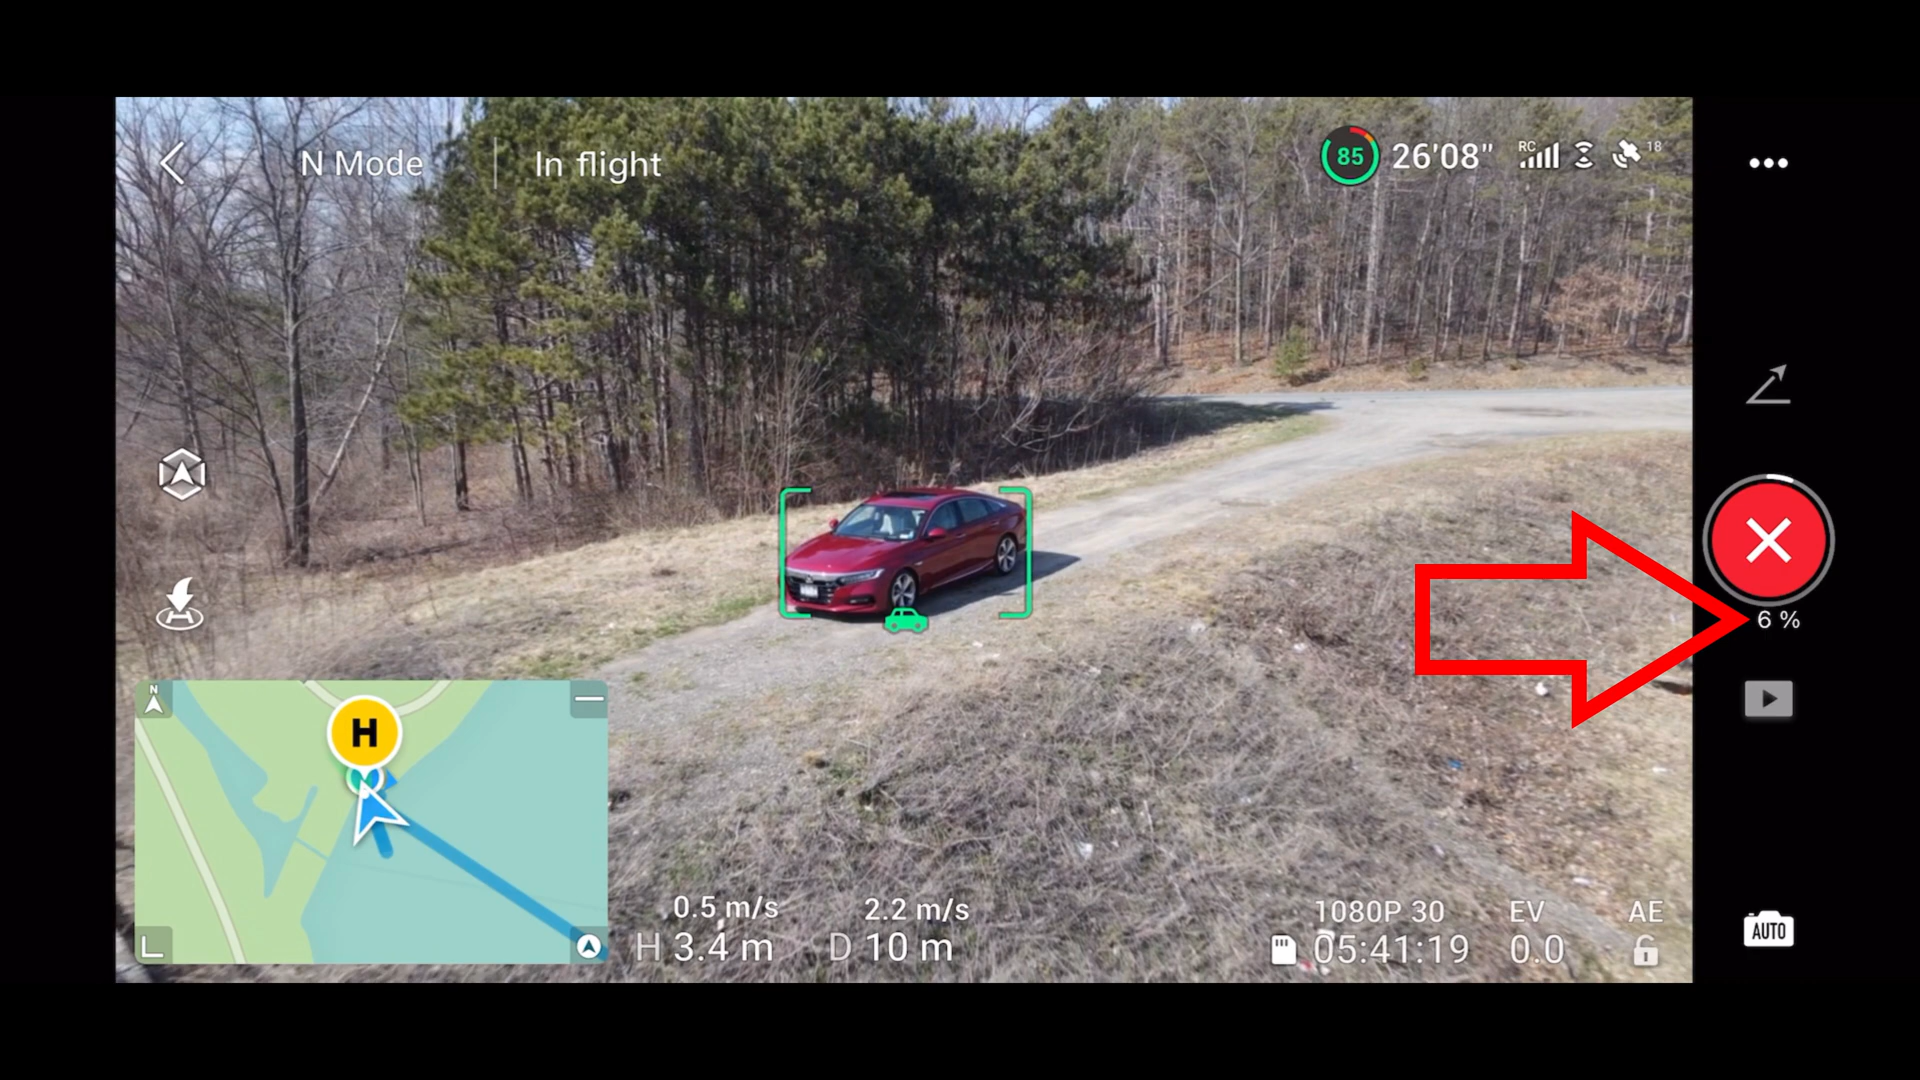 N Mode
In flight
85
26'08"
RC
18
6 %
N
H
0.5 m/s
2.2 m/s
H 3.4 m
D 10 m
1080P 30
EV
AE
05:41:19
0.0
AUTO